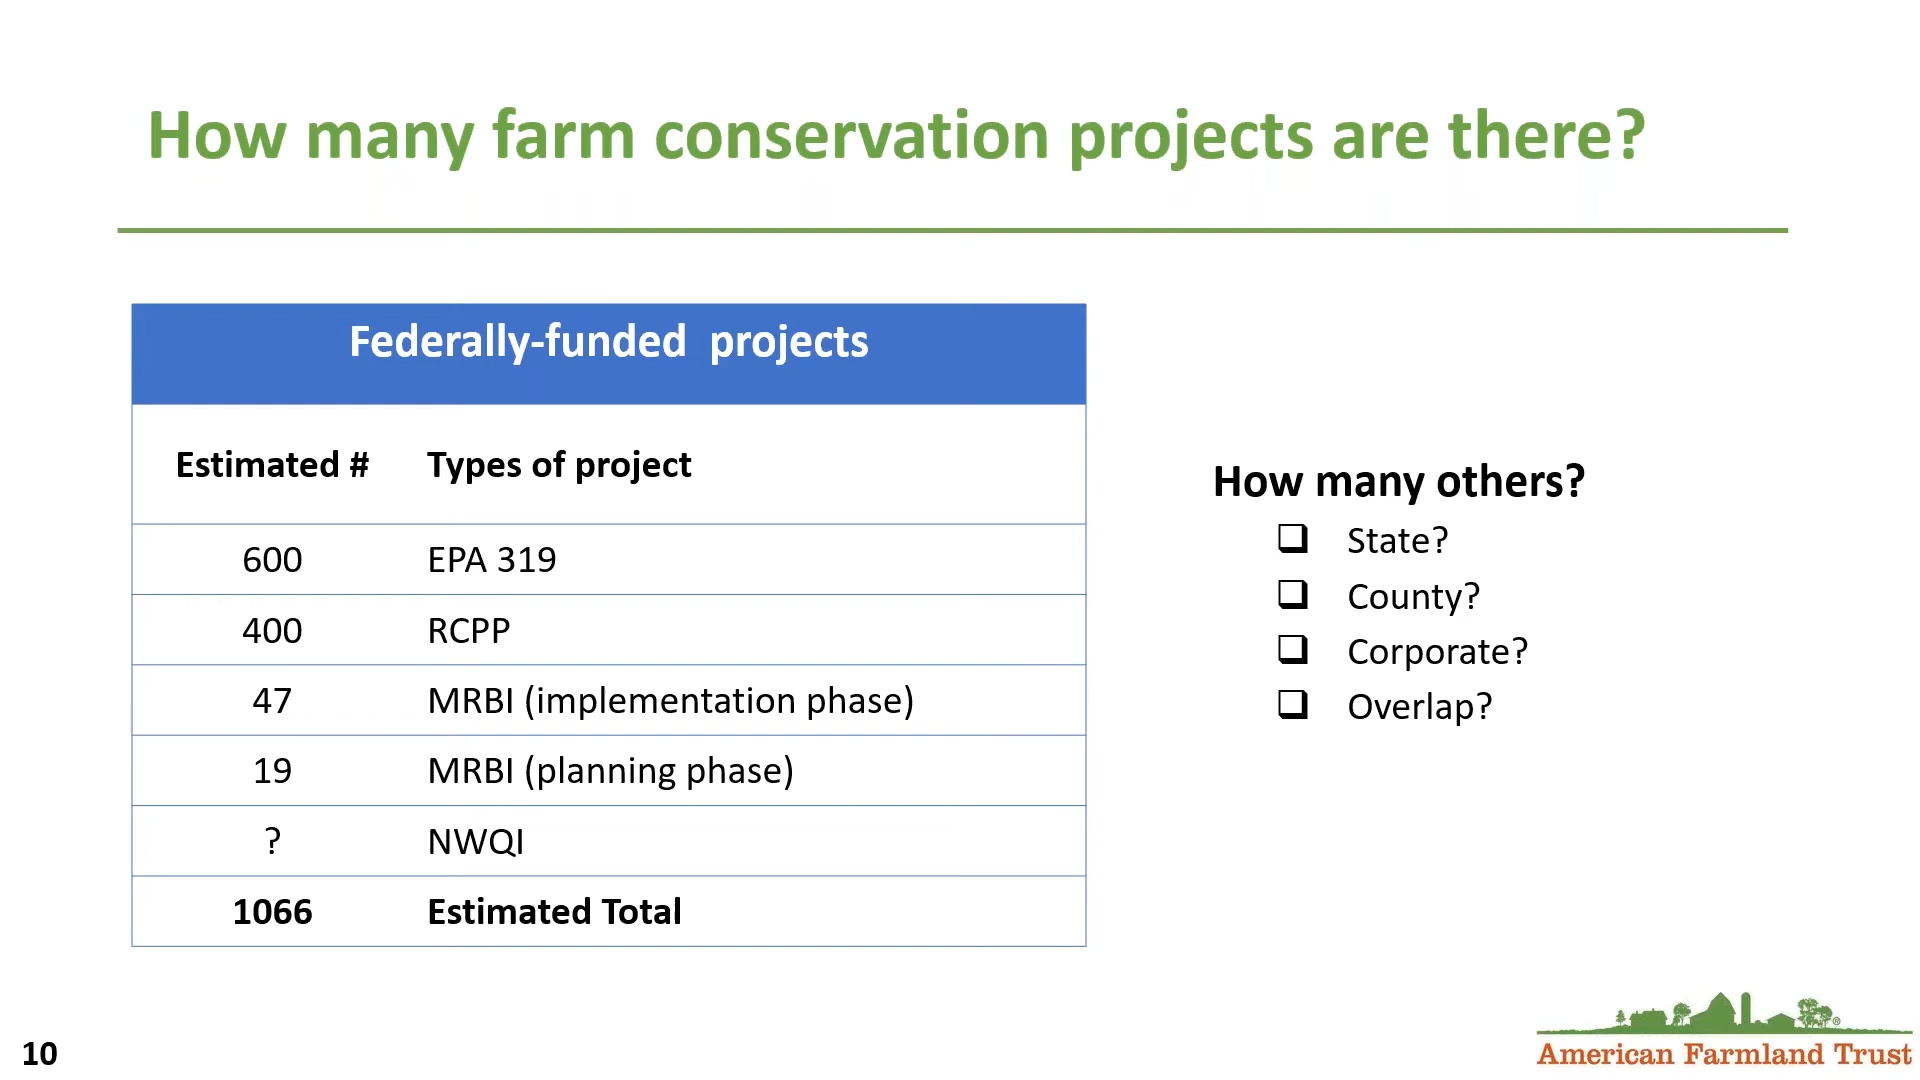 How many farm conservation projects are there?
Federally-funded projects
Estimated # Types of project
600 EPA 319
400 RCPP
47 MRBI (implementation phase)
19 MRBI (planning phase)
? NWQI
1066 Estimated Total
How many others?
❑ State?
❑ County?
❑ Corporate?
❑ Overlap?
10
American Farmland Trust